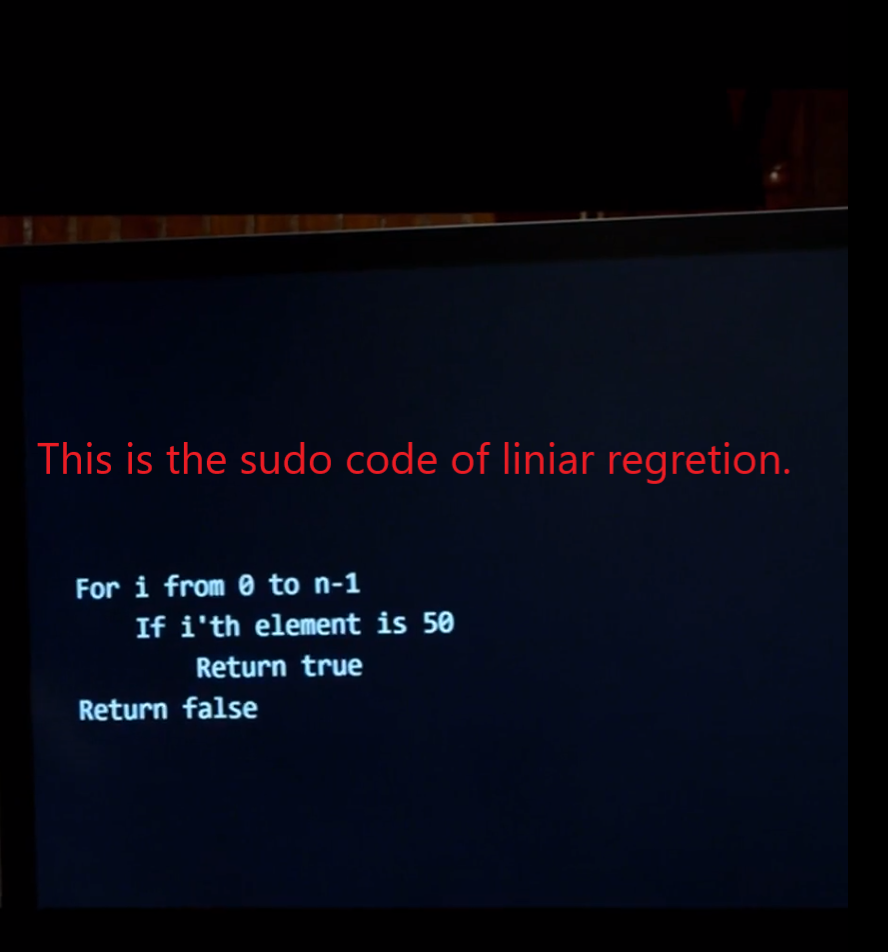 This is the sudo code of liniar regretion.
For i from 0 to n-1
If i'th element is 50
Return true
Return false